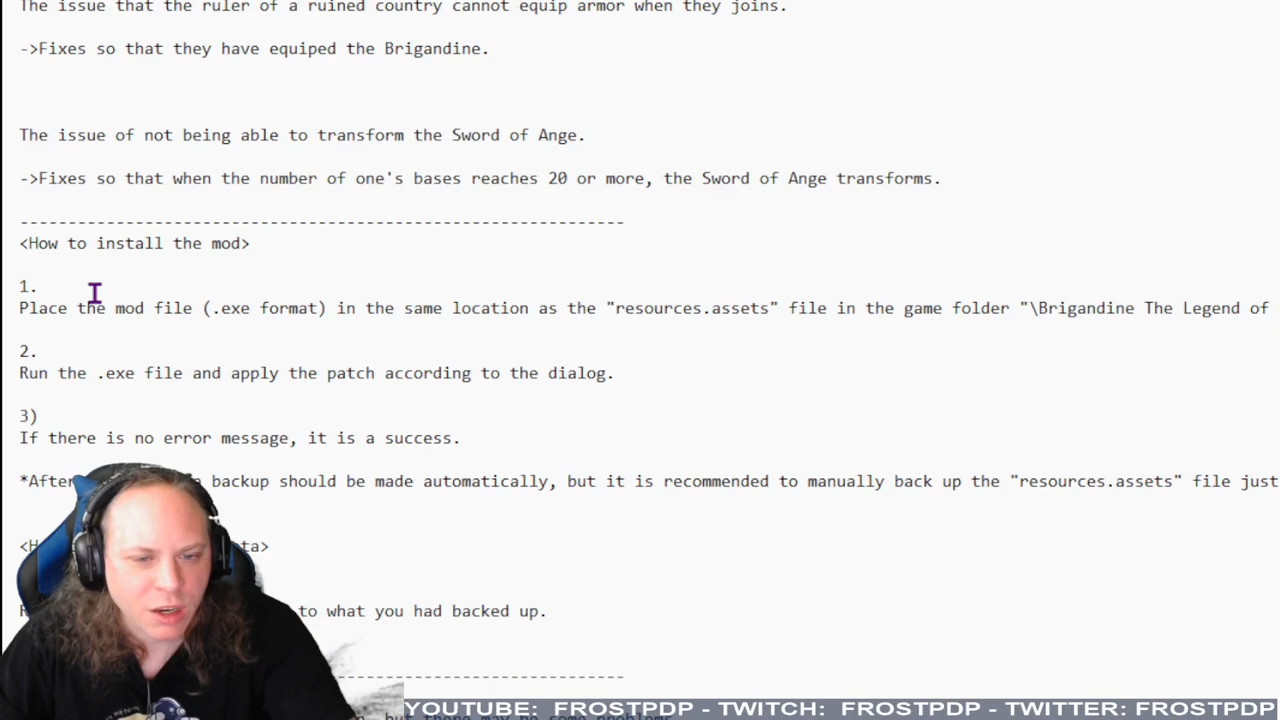 The issue that the ruler of a ruined country cannot equip armor when they joins.
->Fixes so that they have equiped the Brigandine.
The issue of not being able to transform the Sword of Ange.
->Fixes so that when the number of one's bases reaches 20 or more, the Sword of Ange transforms.
---------------------------------------------------------------
<How to install the mod>
1.
Place the mod file (.exe format) in the same location as the "resources.assets" file in the game folder "\Brigandine The Legend of
2.
Run the .exe file and apply the patch according to the dialog.
3)
If there is no error message, it is a success.
*After backup should be made automatically, but it is recommended to manually back up the "resources.assets" file just
to what you had backed up.
YOUTUBE: FROSTPDP - TWITCH: FROSTPDP - TWITTER: FROSTPDP